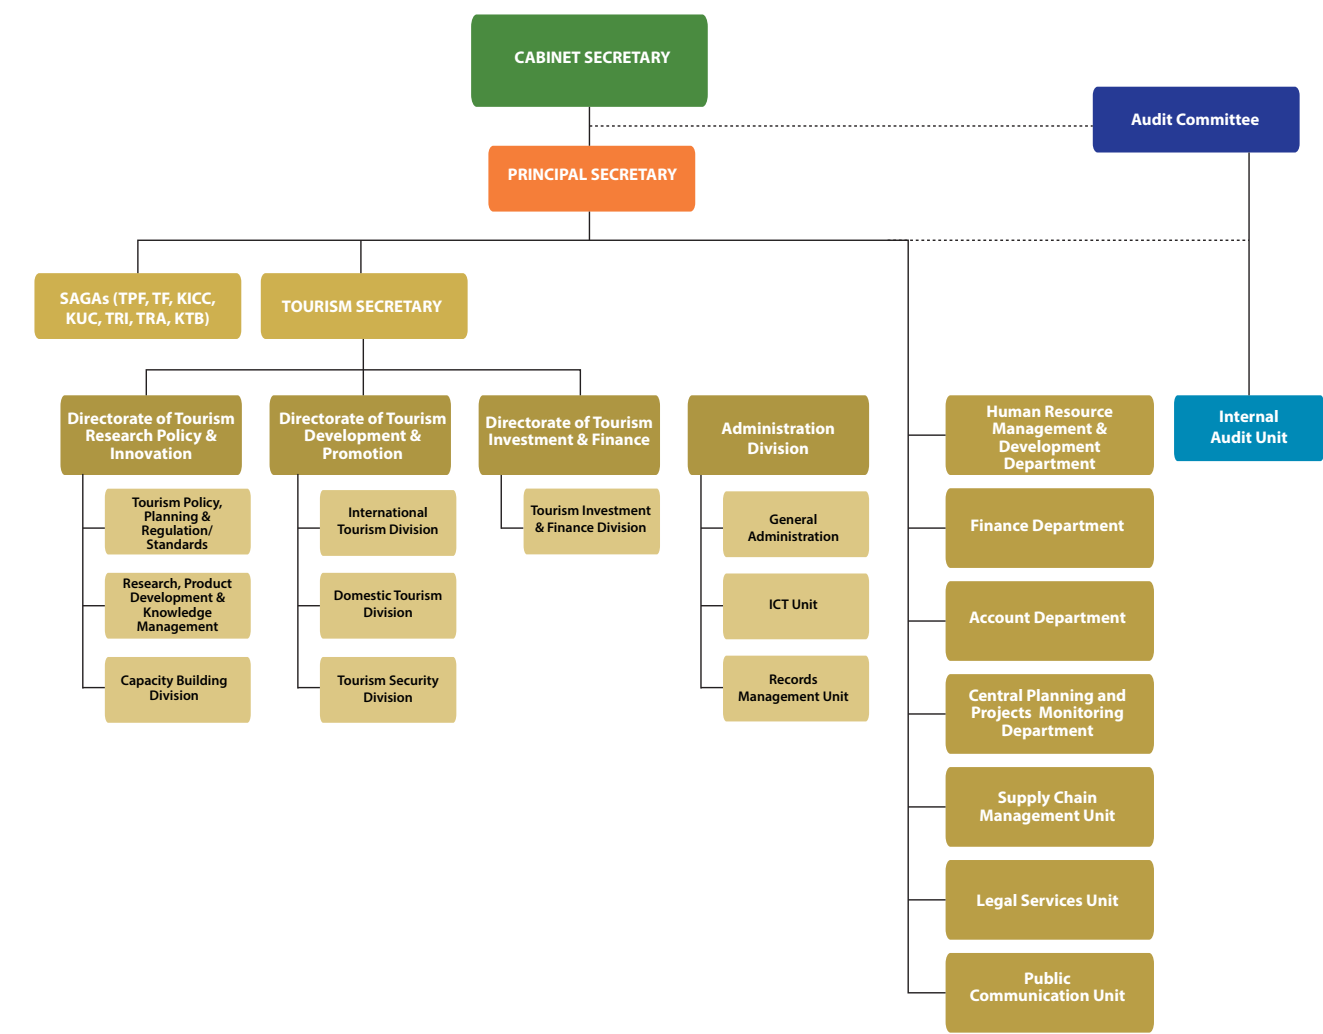 CABINET SECRETARY
Audit Committee
PRINCIPAL SECRETARY
SAGAs (TPF, TF, KICC,
KUC, TRI, TRA, KTB)
TOURISM SECRETARY
Directorate of Tourism
Research Policy &
Innovation
Directorate of Tourism
Development &
Promotion
Directorate of Tourism
Investment & Finance
Administration
Division
Human Resource
Management &
Development
Department
Internal
Audit Unit
Tourism Policy,
Planning &
Regulation/
Standards
International
Tourism Division
Tourism Investment
& Finance Division
General
Administration
Finance Department
Research, Product
Development &
Knowledge
Management
Domestic Tourism
Division
ICT Unit
Account Department
Capacity Building
Division
Tourism Security
Division
Records
Management Unit
Central Planning and
Projects Monitoring
Department
Supply Chain
Management Unit
Legal Services Unit
Public
Communication Unit